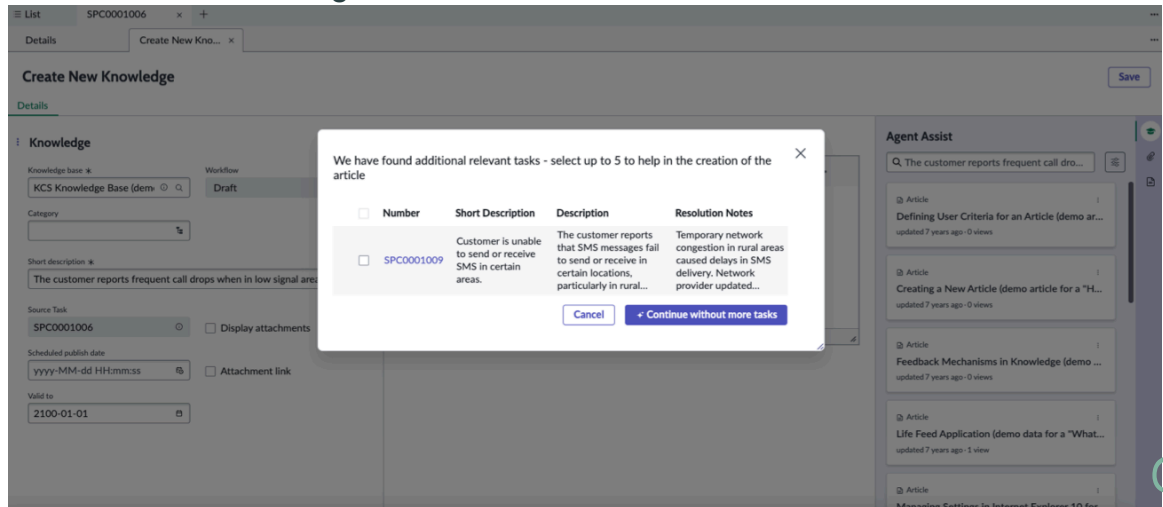 List
SPC0001006
Details
Create New Kno...
Create New Knowledge
Save
Details
Knowledge
Knowledge base
KCS Knowledge Base (dem
Workflow
Draft
Category
Short description
The customer reports frequent call drops when in low signal area
Source Task
SPC0001006
Display attachments
Scheduled publish date
yyyy-MM-dd HH:mm:ss
Attachment link
Valid to
2100-01-01
We have found additional relevant tasks - select up to 5 to help in the creation of the
article
Number Short Description Description Resolution Notes
SPC0001009
Customer is unable
to send or receive
SMS in certain
areas.
The customer reports
that SMS messages fail
to send or receive in
certain locations,
particularly in rural...
Temporary network
congestion in rural areas
caused delays in SMS
delivery. Network
provider updated...
Cancel
Continue without more tasks
Agent Assist
The customer reports frequent call dro...
Article
Defining User Criteria for an Article (demo ar...
updated 7 years ago · 0 views
Article
Creating a New Article (demo article for a "H...
updated 7 years ago · 0 views
Article
Feedback Mechanisms in Knowledge (demo ...
updated 7 years ago · 0 views
Article
Life Feed Application (demo data for a "What...
updated 7 years ago · 1 view
Article
Managing Settings in Internet Explorer 10 for